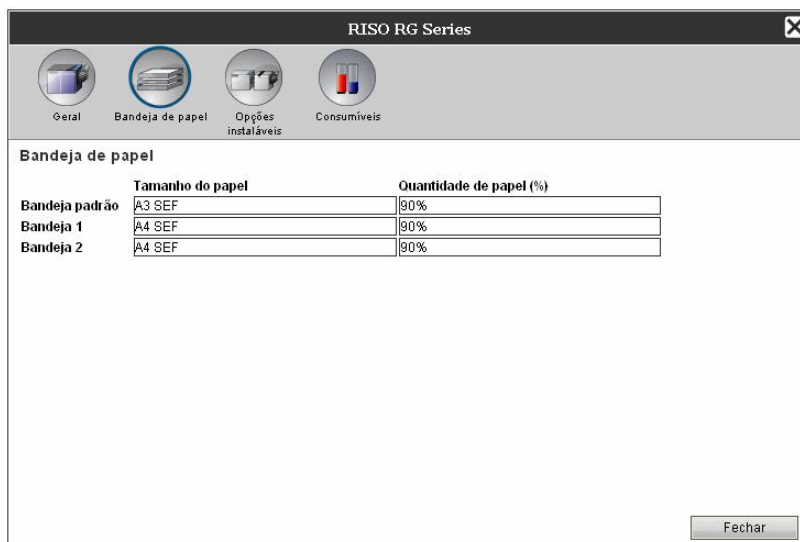 RISO RG Series
Geral
Bandeja de papel
Opções
instaláveis
Consumíveis
Bandeja de papel
Tamanho do papel Quantidade de papel (%)
Bandeja padrão A3 SEF 90%
Bandeja 1 A4 SEF 90%
Bandeja 2 A4 SEF 90%
Fechar